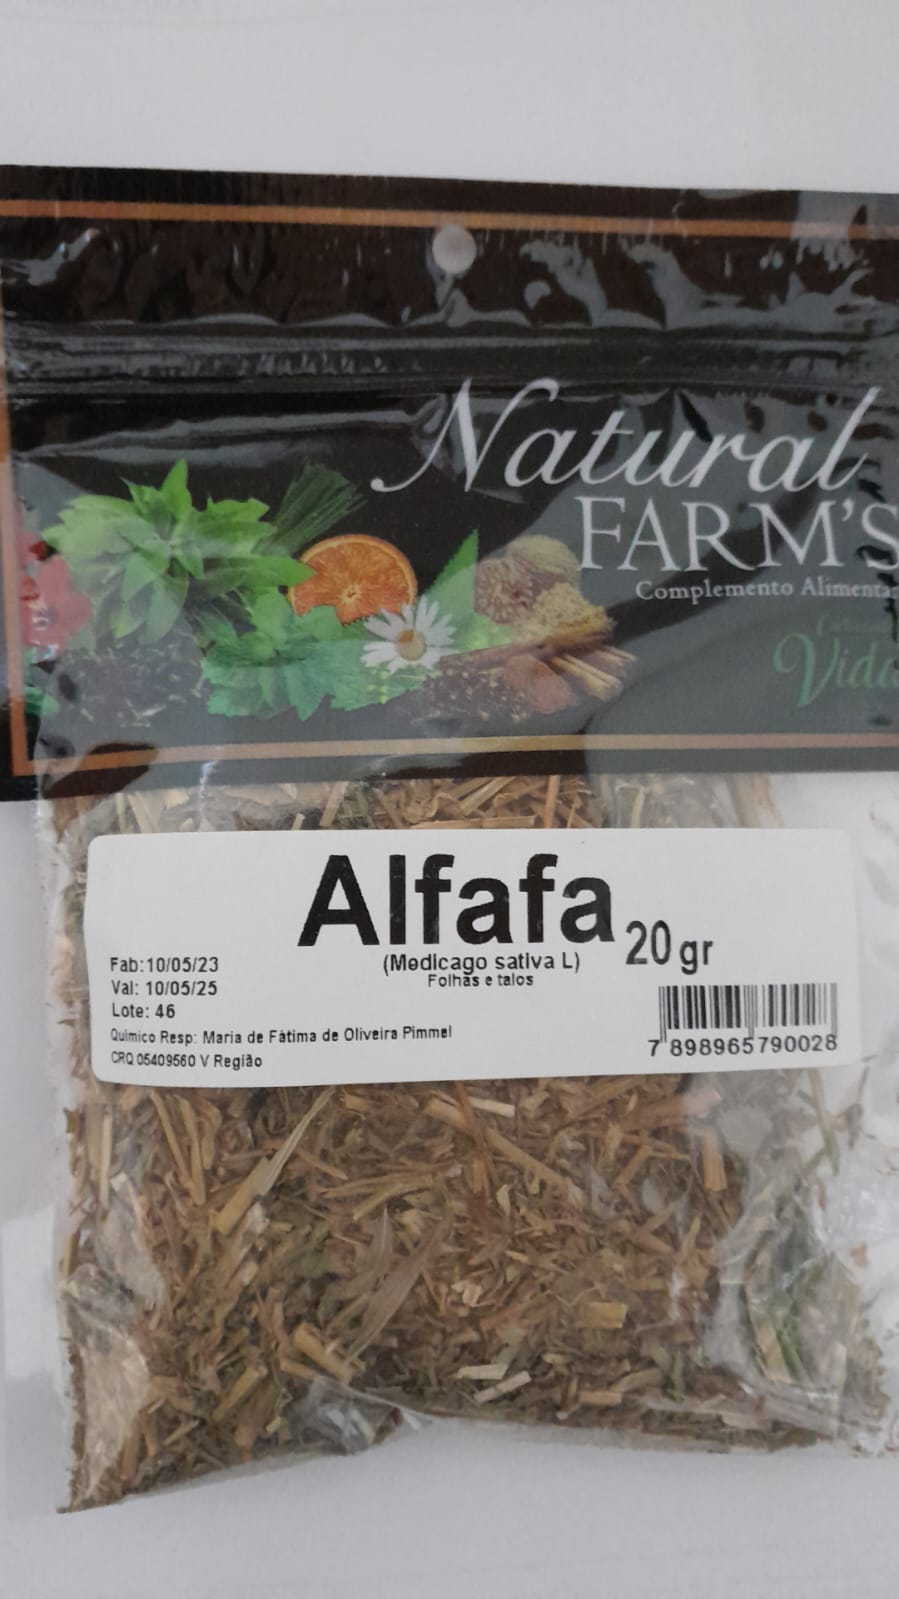 Natural
FARM'S
Complemento Alimenta
Vida
Alfafa 20 gr
(Medicago sativa L)
Folhas e talos
Fab:10/05/23
Val: 10/05/25
Lote: 46
Químico Resp: Maria de Fátima de Oliveira Pimmel
CRQ 05409560 V Região
7 898965 790028